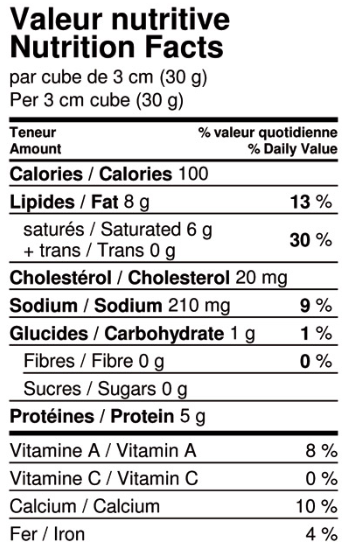 Valeur nutritive
Nutrition Facts
par cube de 3 cm (30 g)
Per 3 cm cube (30 g)
Teneur % valeur quotidienne
Amount % Daily Value
Calories / Calories 100
Lipides / Fat 8 g 13 %
saturés / Saturated 6 g
+ trans / Trans 0 g 30 %
Cholestérol / Cholesterol 20 mg
Sodium / Sodium 210 mg 9 %
Glucides / Carbohydrate 1 g 1 %
Fibres / Fibre 0 g 0 %
Sucres / Sugars 0 g
Protéines / Protein 5 g
Vitamine A / Vitamin A 8 %
Vitamine C / Vitamin C 0 %
Calcium / Calcium 10 %
Fer / Iron 4 %